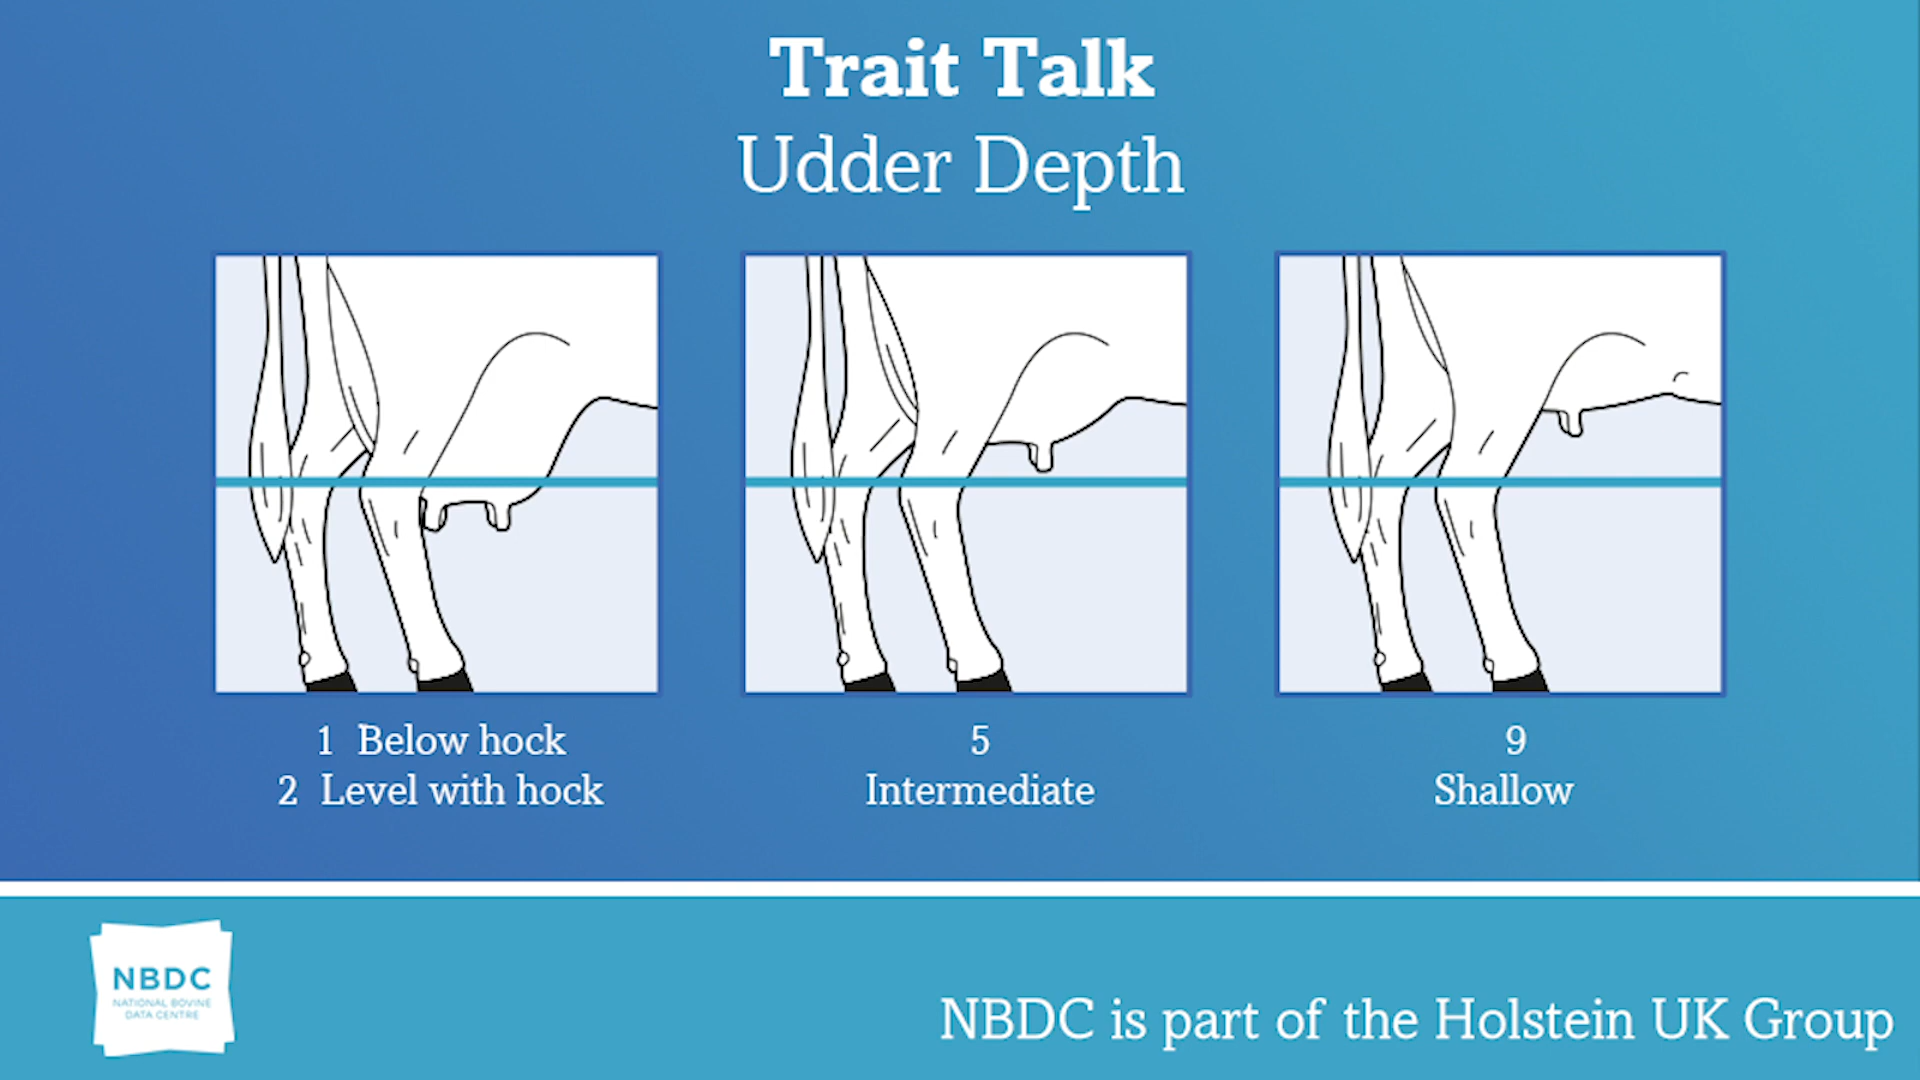 Trait Talk
Udder Depth
1 Below hock
2 Level with hock
5
Intermediate
9
Shallow
NBDC
NATIONAL BOVINE
DATA CENTRE
NBDC is part of the Holstein UK Group